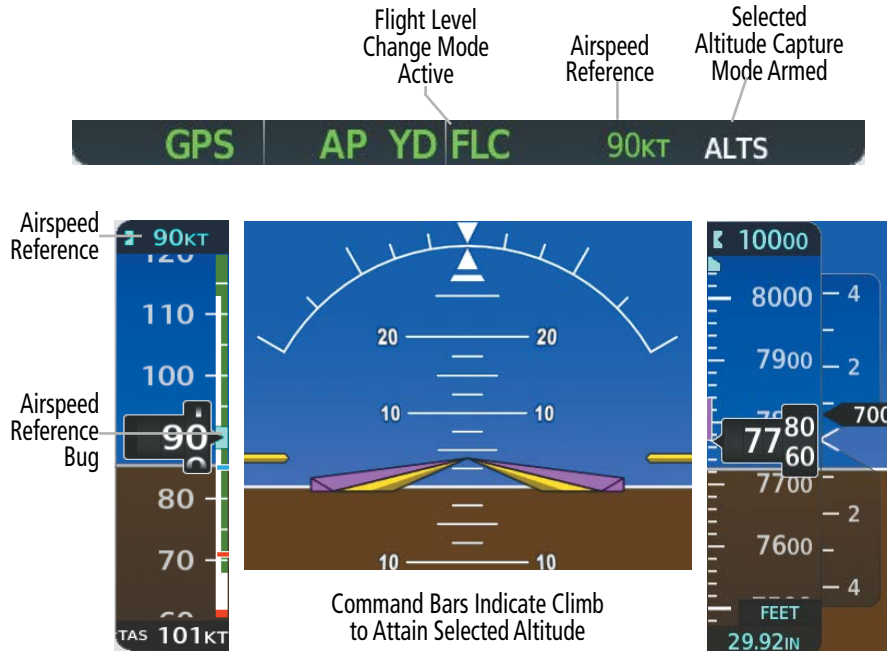 Flight Level
Change Mode
Active
Airspeed
Reference
Selected
Altitude Capture
Mode Armed
GPS AP YD FLC 90KT ALTS
Airspeed
Reference
90KT
120
110
100
90
80
70
60
TAS 101KT
Airspeed
Reference
Bug
20 20
10 10
10 10
Command Bars Indicate Climb
to Attain Selected Altitude
10000
8000
7900
77
80
60
7700
7600
4
2
700
2
4
FEET
29.92IN